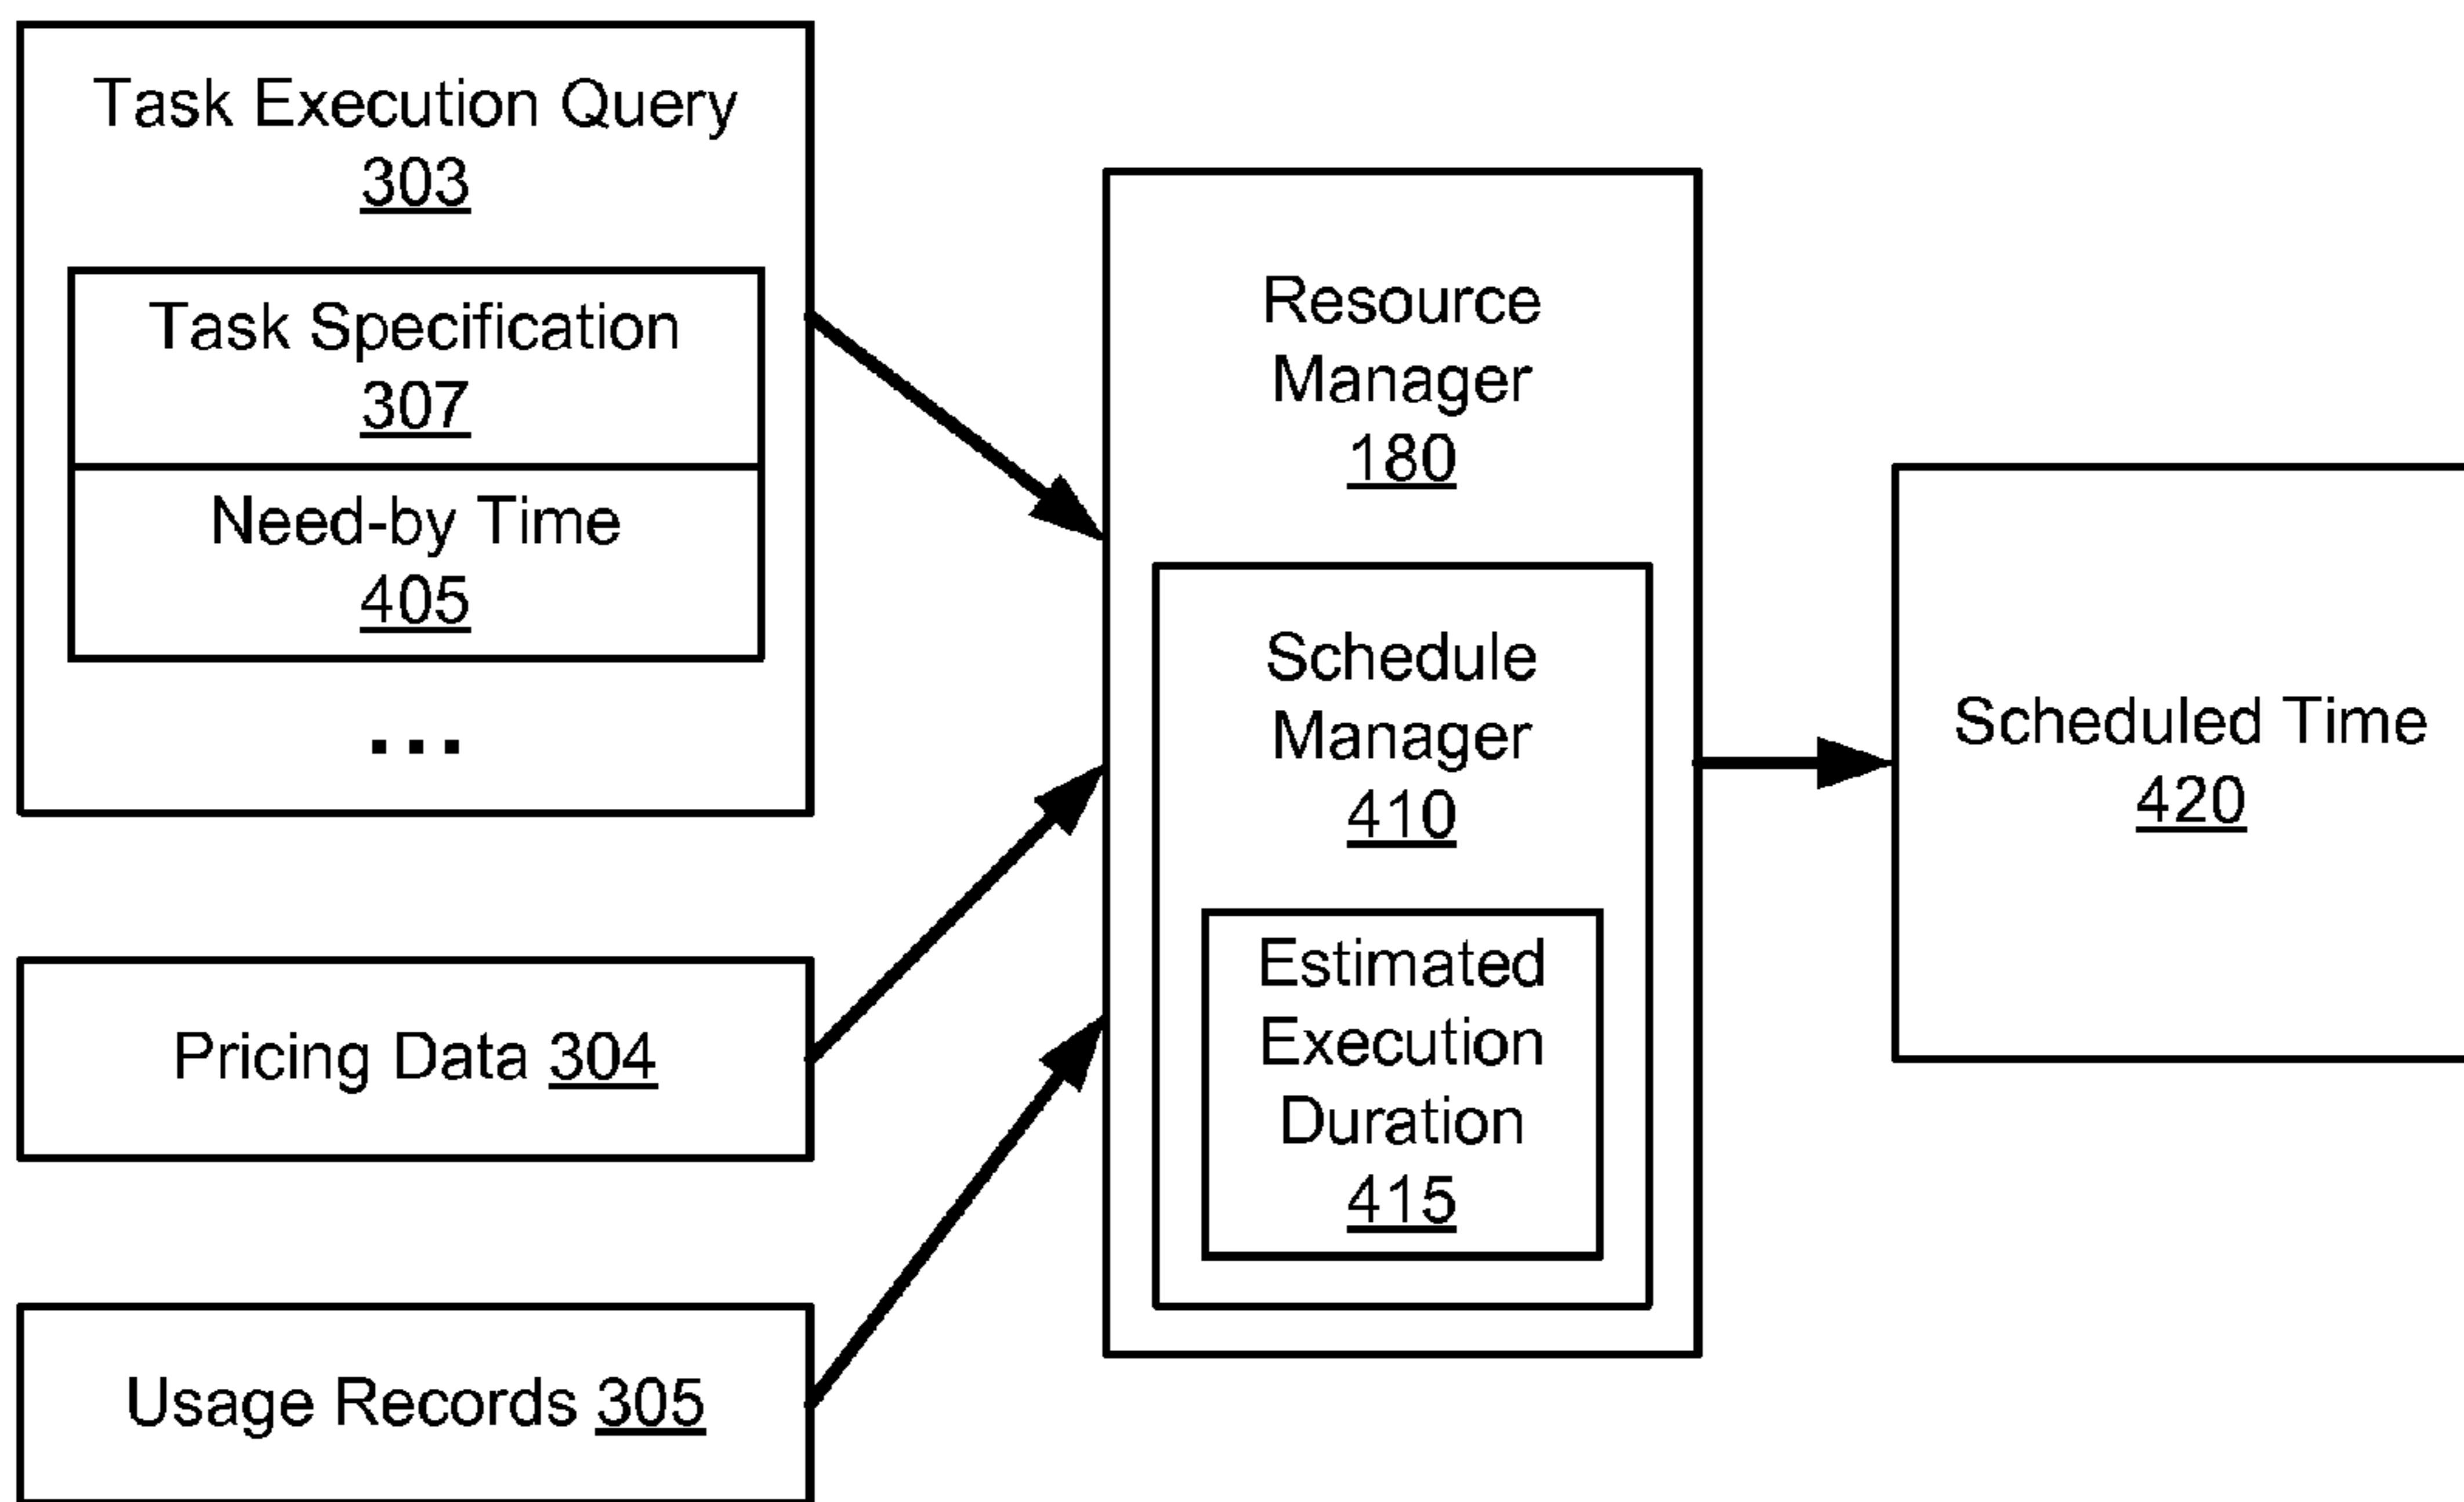 Task Execution Query
303
Task Specification
307
Need-by Time
405
...
Pricing Data 304
Usage Records 305
Resource
Manager
180
Schedule
Manager
410
Estimated
Execution
Duration
415
Scheduled Time
420